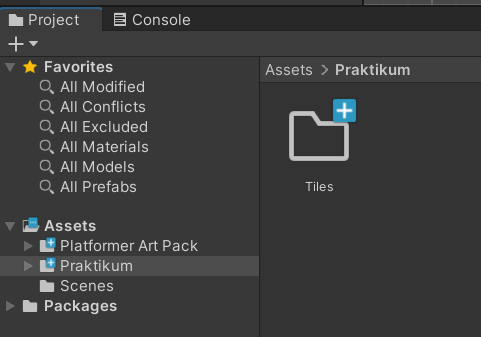 Project
Console
Favorites
All Modified
All Conflicts
All Excluded
All Materials
All Models
All Prefabs
Assets
Platformer Art Pack
Praktikum
Scenes
Packages
Assets > Praktikum
Tiles